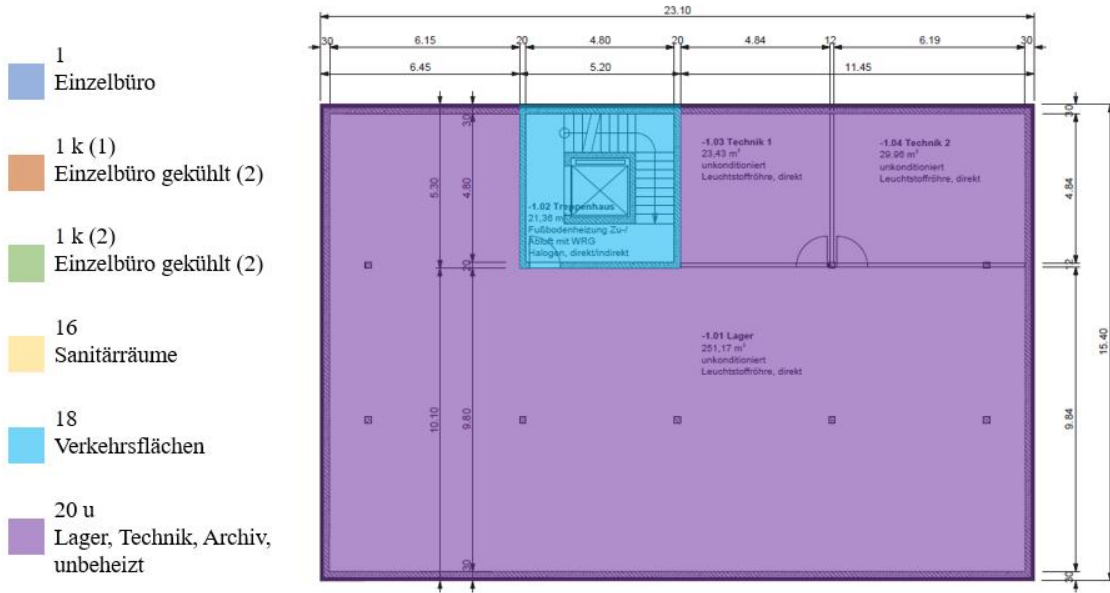 1
Einzelbüro
1 k (1)
Einzelbüro gekühlt (2)
1 k (2)
Einzelbüro gekühlt (2)
16
Sanitärräume
18
Verkehrsflächen
20 u
Lager, Technik, Archiv,
unbeheizt
23.10
30 6.15 20 4.80 20 4.84 12 6.19 30
6.45 5.20 11.45
30
30
-1.03 Technik 1
23,43 m²
unkonditioniert
Leuchtstoffröhre, direkt
-1.04 Technik 2
29,96 m²
unkonditioniert
Leuchtstoffröhre, direkt
5.30
4.80
4.84
-1.02 Treppenhaus
21,36 m²
Fußbodenheizung Zu-/
Abluft mit WRG
Halogen, direkt/indirekt
20
12
-1.01 Lager
251,17 m²
unkonditioniert
Leuchtstoffröhre, direkt
15.40
10.10
9.80
9.84
30
30